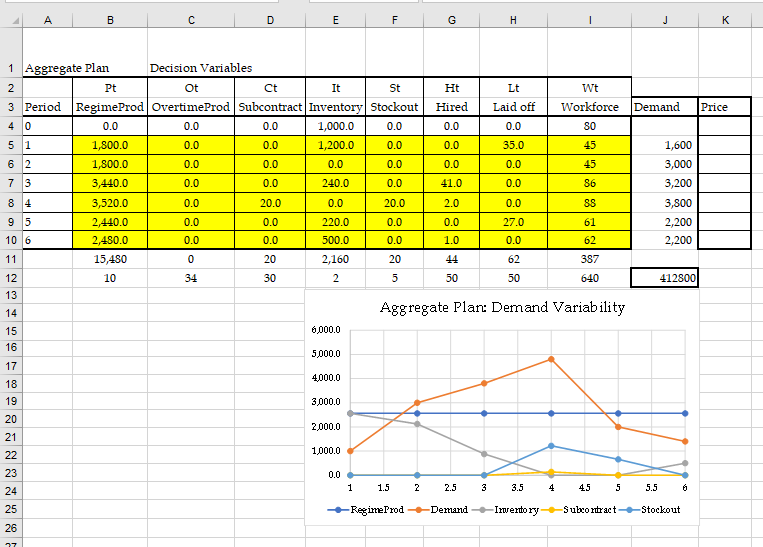 A B C D E F G H I J K
1 Aggregate Plan Decision Variables
2 Pt Ot Ct It St Ht Lt Wt
3 Period RegimeProd OvertimeProd Subcontract Inventory Stockout Hired Laid off Workforce Demand Price
4 0 0.0 0.0 0.0 1,000.0 0.0 0.0 0.0 80
5 1 1,800.0 0.0 0.0 1,200.0 0.0 0.0 35.0 45 1,600
6 2 1,800.0 0.0 0.0 0.0 0.0 0.0 0.0 45 3,000
7 3 3,440.0 0.0 0.0 240.0 0.0 41.0 0.0 86 3,200
8 4 3,520.0 0.0 20.0 0.0 20.0 2.0 0.0 88 3,800
9 5 2,440.0 0.0 0.0 220.0 0.0 0.0 27.0 61 2,200
10 6 2,480.0 0.0 0.0 500.0 0.0 1.0 0.0 62 2,200
11 15,480 0 20 2,160 20 44 62 387
12 10 34 30 2 5 50 50 640 412800
13
14 Aggregate Plan: Demand Variability
15 6,000.0
16 5,000.0
17 4,000.0
18
19 3,000.0
20 2,000.0
21
22 1,000.0
23 0.0
24 1 1.5 2 2.5 3 3.5 4 4.5 5 5.5 6
25 RegimeProd Demand Inventory Subcontract Stockout
26
27